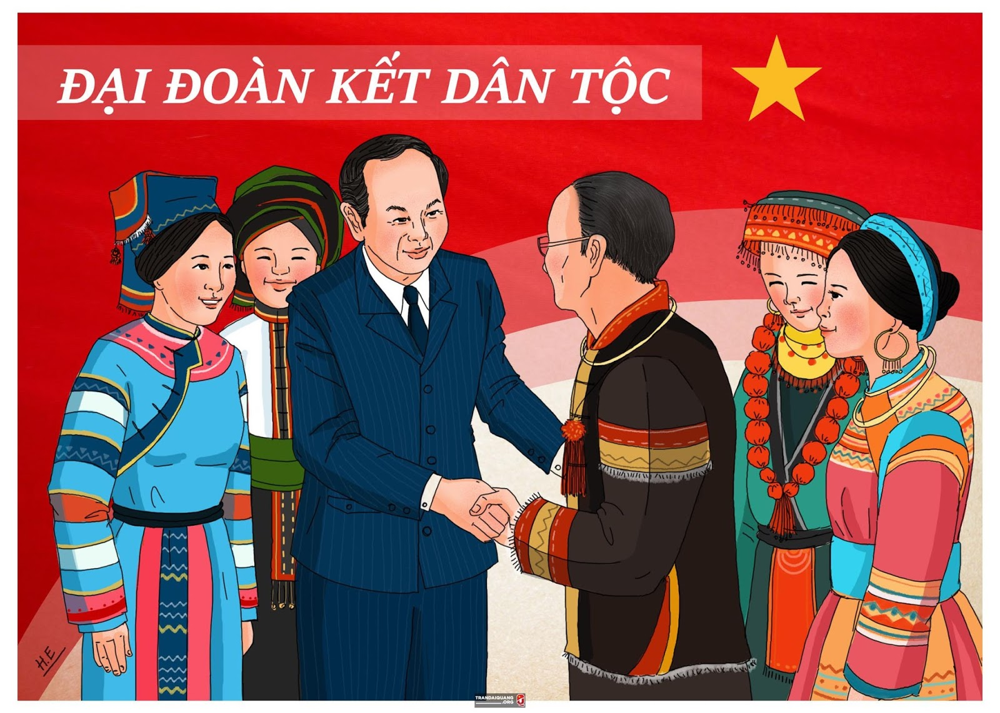 ĐẠI ĐOÀN KẾT DÂN TỘC
H.E
TRANDAIQUANG
.ORG